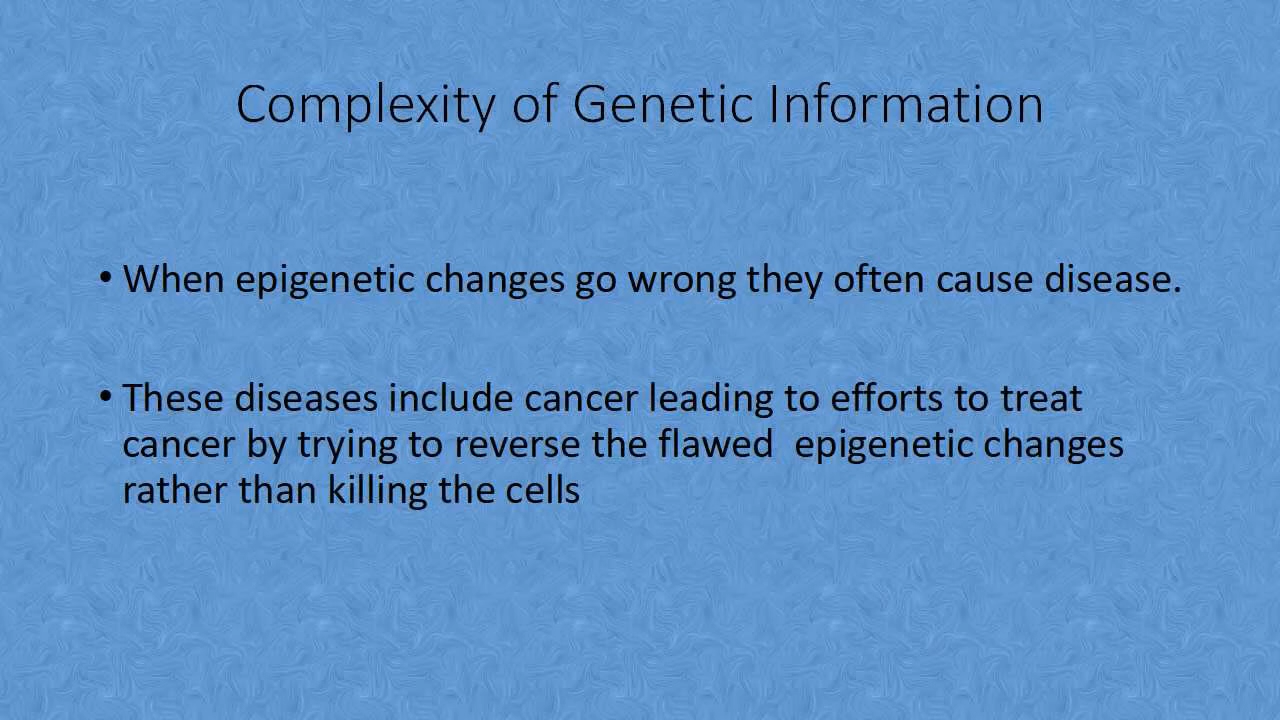 Complexity of Genetic Information
• When epigenetic changes go wrong they often cause disease.
• These diseases include cancer leading to efforts to treat
cancer by trying to reverse the flawed  epigenetic changes
rather than killing the cells